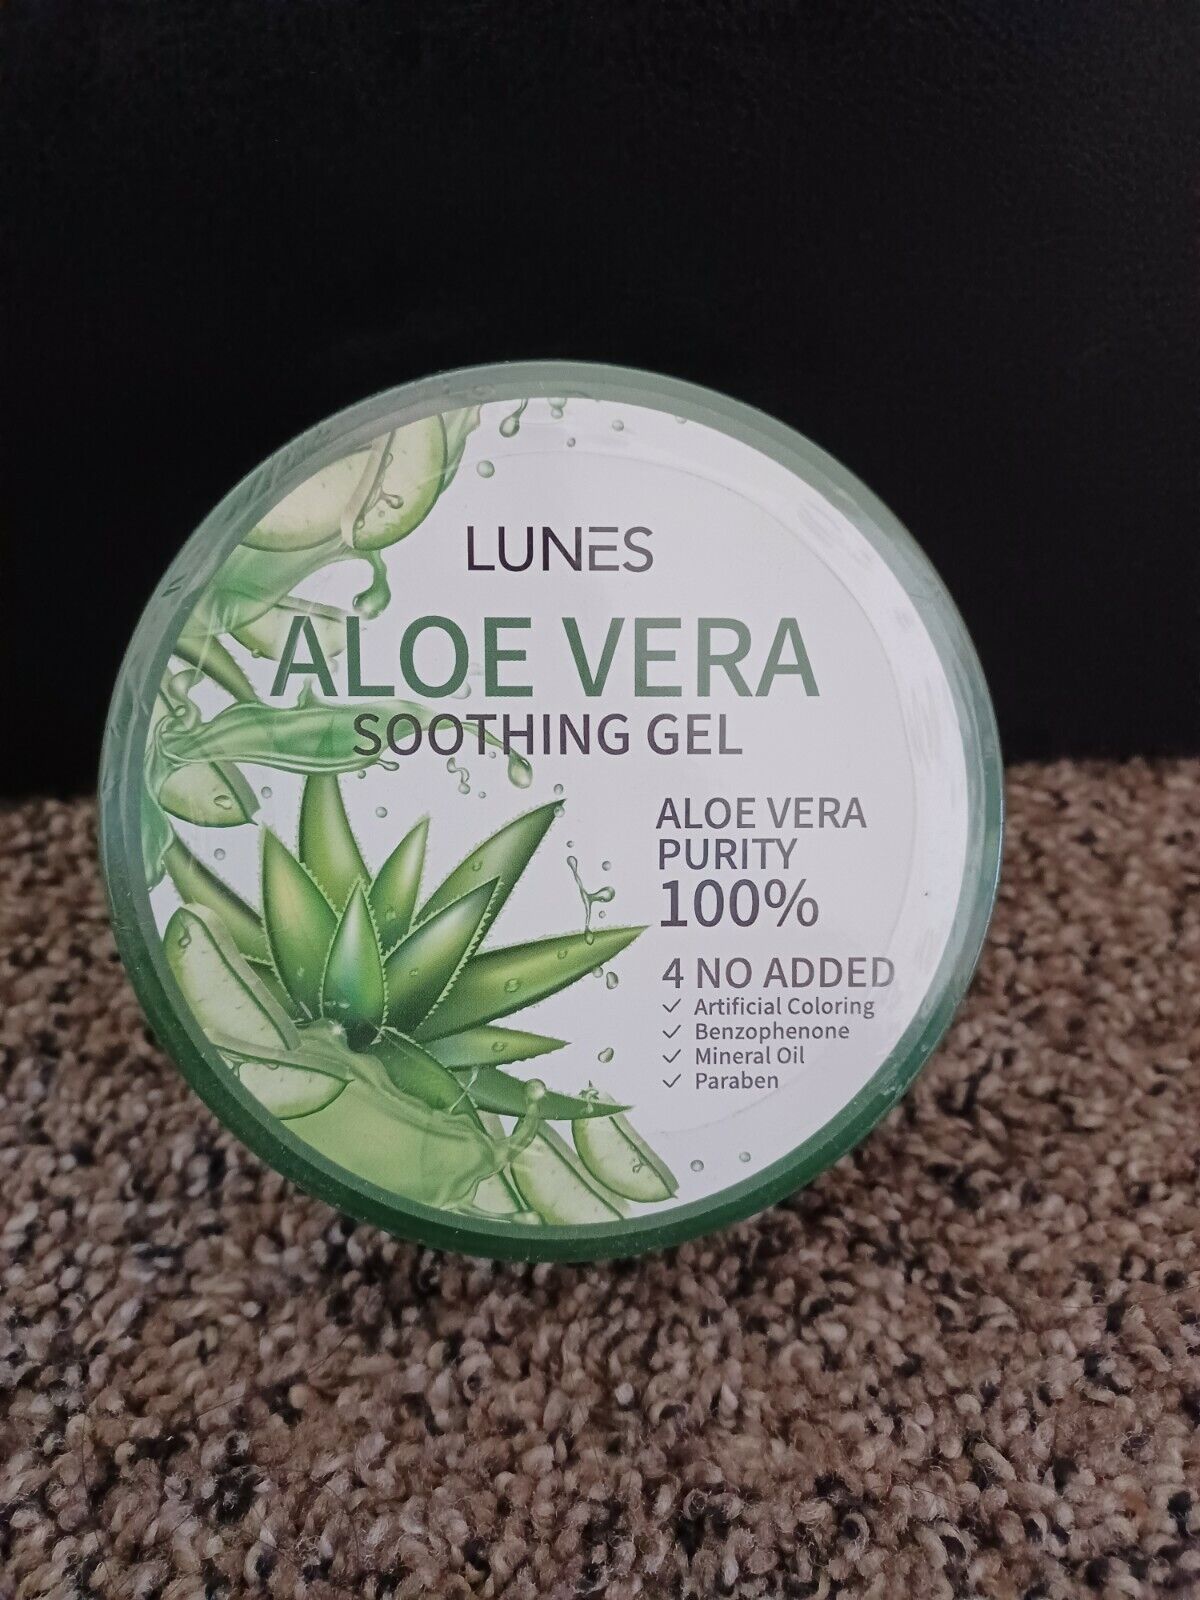 LUNES
ALOE VERA
SOOTHING GEL
ALOE VERA
PURITY
100%
4 NO ADDED
✓ Artificial Coloring
✓ Benzophenone
✓ Mineral Oil
✓ Paraben